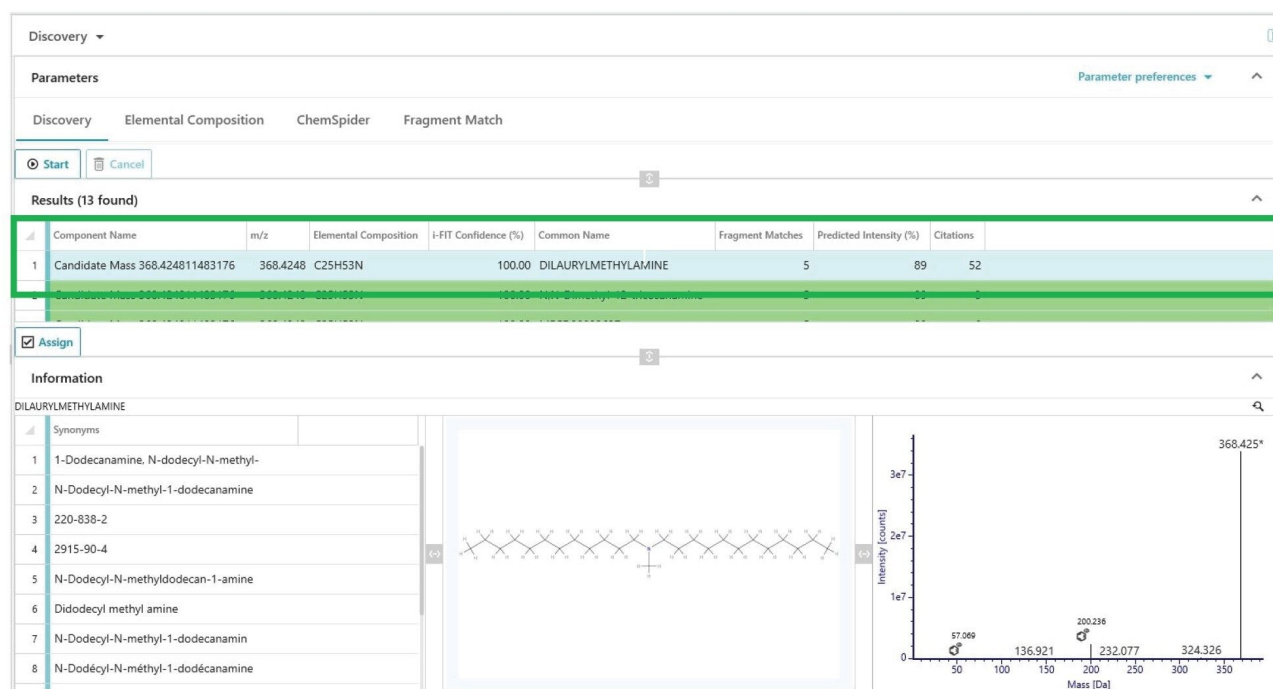 Discovery
Parameters
Parameter preferences
Discovery Elemental Composition ChemSpider Fragment Match
Start Cancel
Results (13 found)
Component Name m/z Elemental Composition i-FIT Confidence (%) Common Name Fragment Matches Predicted Intensity (%) Citations
1 Candidate Mass 368.424811483176 368.4248 C25H53N 100.00 DILAURYLMETHYLAMINE 5 89 52
Assign
Information
DILAURYLMETHYLAMINE
Synonyms
1 1-Dodecanamine, N-dodecyl-N-methyl-
2 N-Dodecyl-N-methyl-1-dodecanamine
3 220-838-2
4 2915-90-4
5 N-Dodecyl-N-methyldodecan-1-amine
6 Didodecyl methyl amine
7 N-Dodecyl-N-methyl-1-dodecanamin
8 N-Dodécyl-N-méthyl-1-dodécanamine
368.425*
3e7
2e7
1e7
0
Intensity [counts]
57.069
136.921
200.236
232.077
324.326
50 100 150 200 250 300 350
Mass [Da]